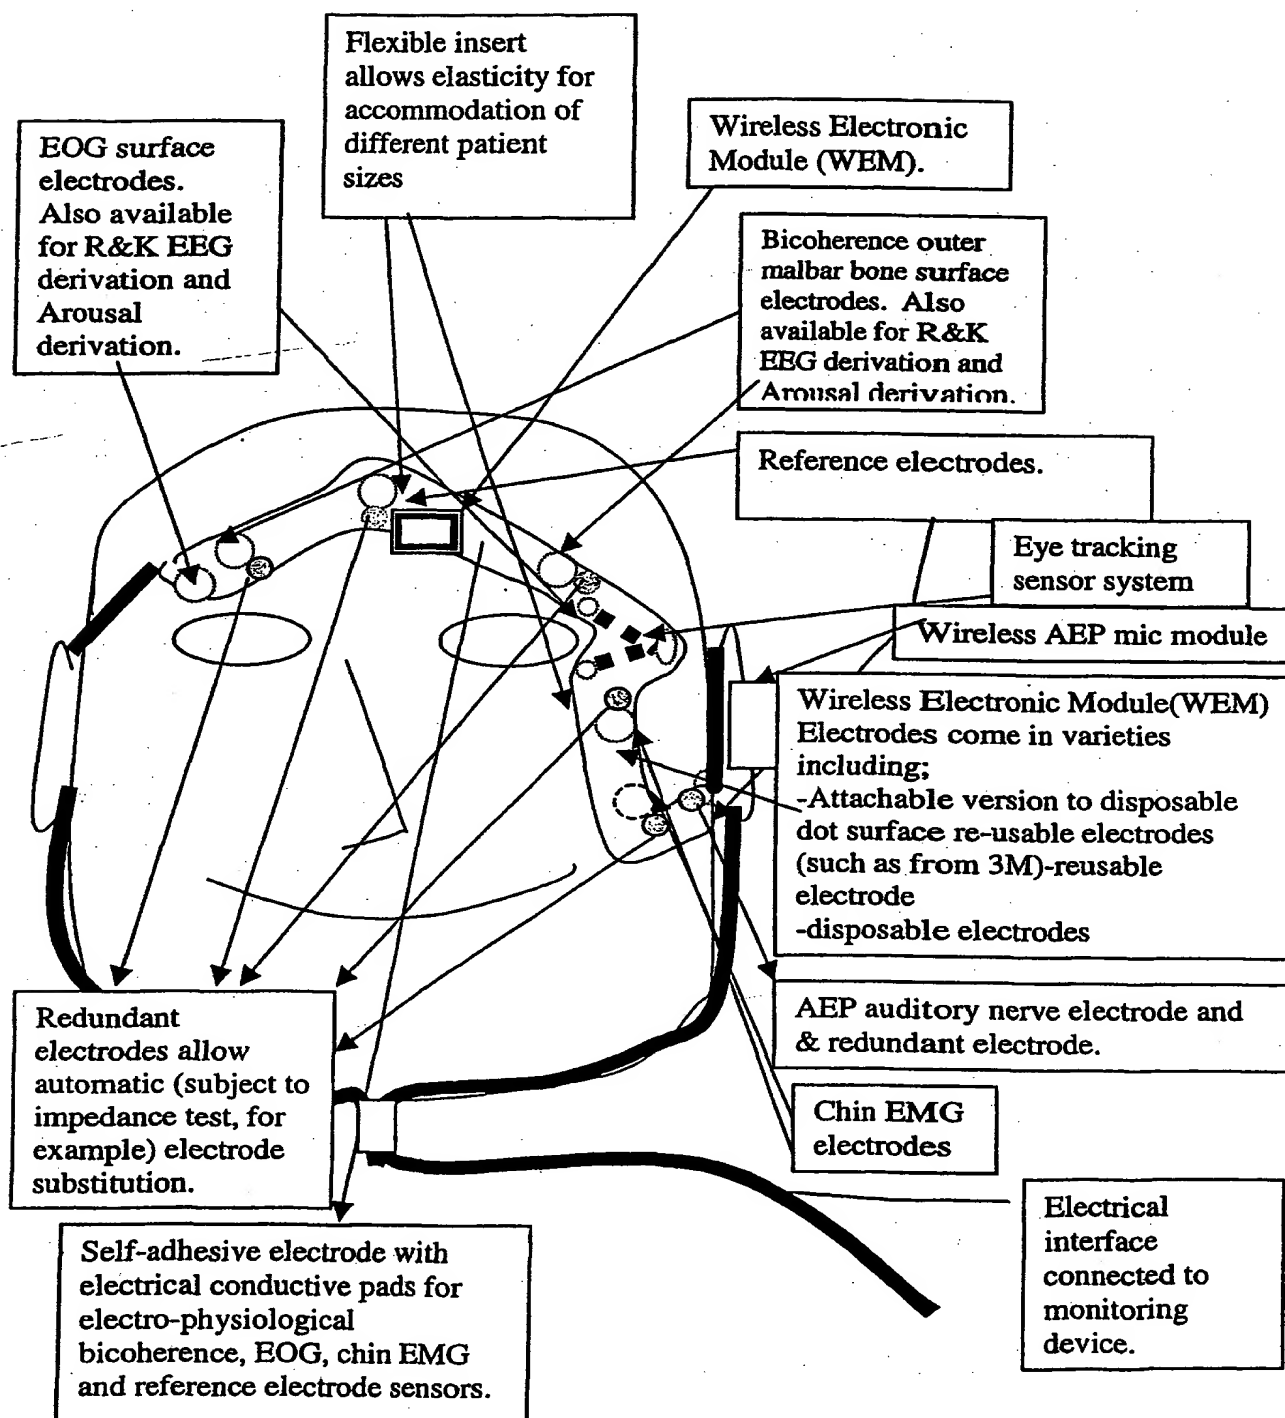 Flexible insert
allows elasticity for
accommodation of
different patient
sizes
Wireless Electronic
Module (WEM).
EOG surface
electrodes.
Also available
for R&K EEG
derivation and
Arousal
derivation.
Bicoherence outer
malbar bone surface
electrodes. Also
available for R&K
EEG derivation and
Arousal derivation.
Reference electrodes.
Eye tracking
sensor system
Wireless AEP mic module
Wireless Electronic Module(WEM)
Electrodes come in varieties
including;
-Attachable version to disposable
dot surface re-usable electrodes
(such as from 3M)-reusable
electrode
-disposable electrodes
AEP auditory nerve electrode and
& redundant electrode.
Redundant
electrodes allow
automatic (subject to
impedance test, for
example) electrode
substitution.
Chin EMG
electrodes
Electrical
interface
connected to
monitoring
device.
Self-adhesive electrode with
electrical conductive pads for
electro-physiological
bicoherence, EOG, chin EMG
and reference electrode sensors.